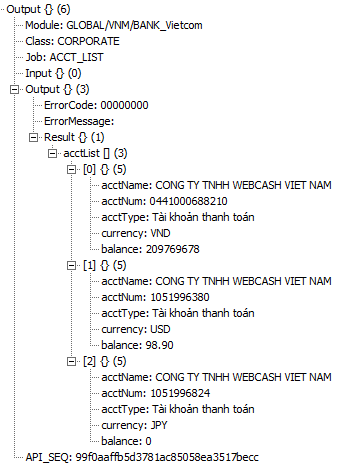 Output {} (6)
Module: GLOBAL/VNM/BANK_Vietcom
Class: CORPORATE
Job: ACCT_LIST
Input {} (0)
Output {} (3)
ErrorCode: 00000000
ErrorMessage:
Result {} (1)
acctList [] (3)
[0] {} (5)
acctName: CONG TY TNHH WEBCASH VIET NAM
acctNum: 0441000688210
acctType: Tài khoản thanh toán
currency: VND
balance: 209769678
[1] {} (5)
acctName: CONG TY TNHH WEBCASH VIET NAM
acctNum: 1051996380
acctType: Tài khoản thanh toán
currency: USD
balance: 98.90
[2] {} (5)
acctName: CONG TY TNHH WEBCASH VIET NAM
acctNum: 1051996824
acctType: Tài khoản thanh toán
currency: JPY
balance: 0
API_SEQ: 99f0aaffb5d3781ac85058ea3517becc